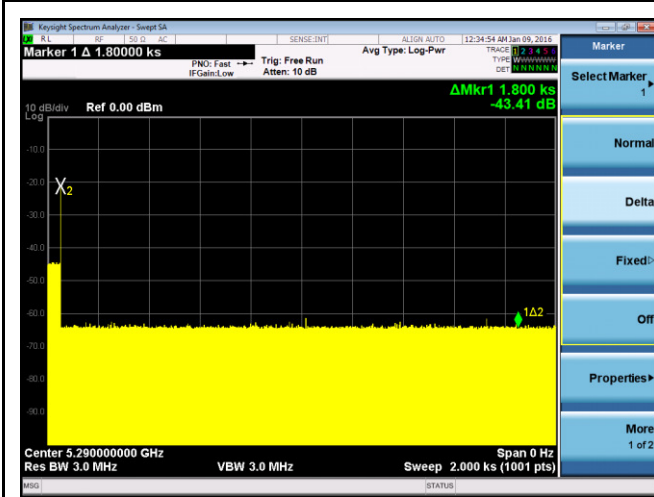 Keysight Spectrum Analyzer - Swept SA
RL RF 50 Ω AC SENSE:INT ALIGN AUTO 12:34:54 AM Jan 09, 2016
Marker 1 Δ 1.80000 ks
PNO: Fast
IFGain:Low
Trig: Free Run
Atten: 10 dB
Avg Type: Log-Pwr
TRACE 1 2 3 4 5 6
TYPE WWWWWW
DET N N N N N N
ΔMkr1 1.800 ks
-43.41 dB
10 dB/div Ref 0.00 dBm
Log
-10.0
-20.0
-30.0
-40.0
-50.0
-60.0
-70.0
-80.0
-90.0
X2
1Δ2
Center 5.290000000 GHz Span 0 Hz
Res BW 3.0 MHz VBW 3.0 MHz Sweep 2.000 ks (1001 pts)
MSG STATUS
Marker
Select Marker
1
Normal
Delta
Fixed
Off
Properties
More
1 of 2